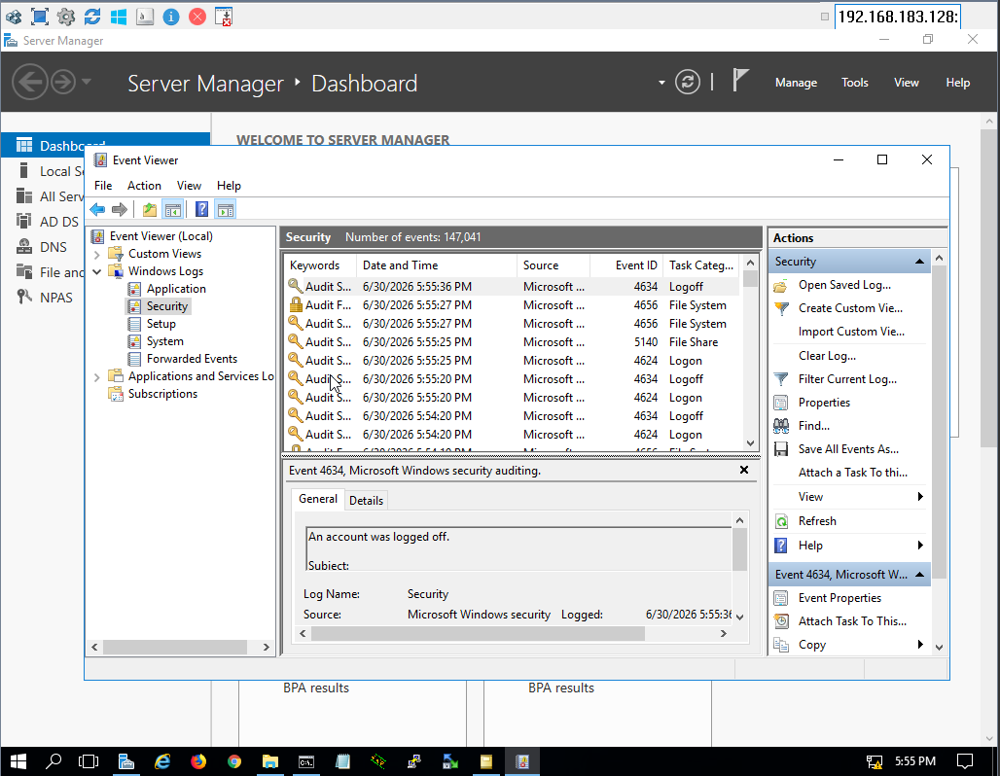 192.168.183.128:
Server Manager
Server Manager Dashboard
Manage Tools View Help
WELCOME TO SERVER MANAGER
Dashboard
Local Se
All Serv
AD DS
DNS
File and
NPAS
Event Viewer
File Action View Help
Event Viewer (Local)
Custom Views
Windows Logs
Application
Security
Setup
System
Forwarded Events
Applications and Services Lo
Subscriptions
Security Number of events: 147,041
Keywords Date and Time Source Event ID Task Categ...
Audit S... 6/30/2026 5:55:36 PM Microsoft ... 4634 Logoff
Audit F... 6/30/2026 5:55:27 PM Microsoft ... 4656 File System
Audit S... 6/30/2026 5:55:27 PM Microsoft ... 4656 File System
Audit S... 6/30/2026 5:55:25 PM Microsoft ... 5140 File Share
Audit S... 6/30/2026 5:55:25 PM Microsoft ... 4624 Logon
Audit S... 6/30/2026 5:55:20 PM Microsoft ... 4634 Logoff
Audit S... 6/30/2026 5:55:20 PM Microsoft ... 4624 Logon
Audit S... 6/30/2026 5:54:20 PM Microsoft ... 4634 Logoff
Audit S... 6/30/2026 5:54:20 PM Microsoft ... 4624 Logon
Event 4634, Microsoft Windows security auditing.
General Details
An account was logged off.
Subject:
Log Name: Security
Source: Microsoft Windows security Logged: 6/30/2026 5:55:36
Actions
Security
Open Saved Log...
Create Custom Vie...
Import Custom Vie...
Clear Log...
Filter Current Log...
Properties
Find...
Save All Events As...
Attach a Task To thi...
View
Refresh
Help
Event 4634, Microsoft W...
Event Properties
Attach Task To This...
Copy
BPA results BPA results
5:55 PM